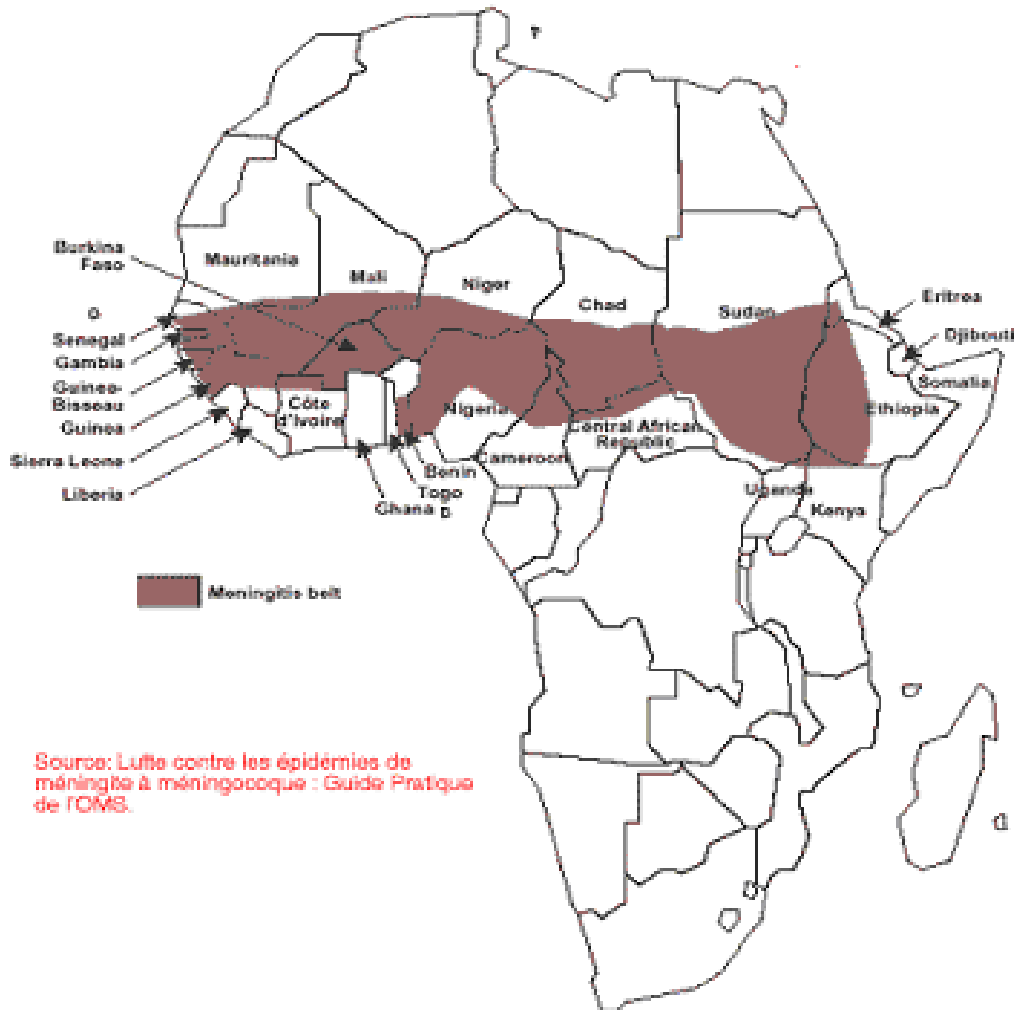 Burkina
Faso
Mauritania
Mali
Niger
Chad
Sudan
Eritrea
Djibouti
Somalia
Ethiopia
Senegal
Gambia
Guinea-
Bisseau
Guinea
Sierra Leone
Liberia
Côte
d'Ivoire
Ghana
Togo
Benin
Nigeria
Cameroon
Central African
Republic
Uganda
Kenya
Meningitis belt
Source: Lutte contre les épidémies de
méningite à méningocoque : Guide Pratique
de l'OMS.